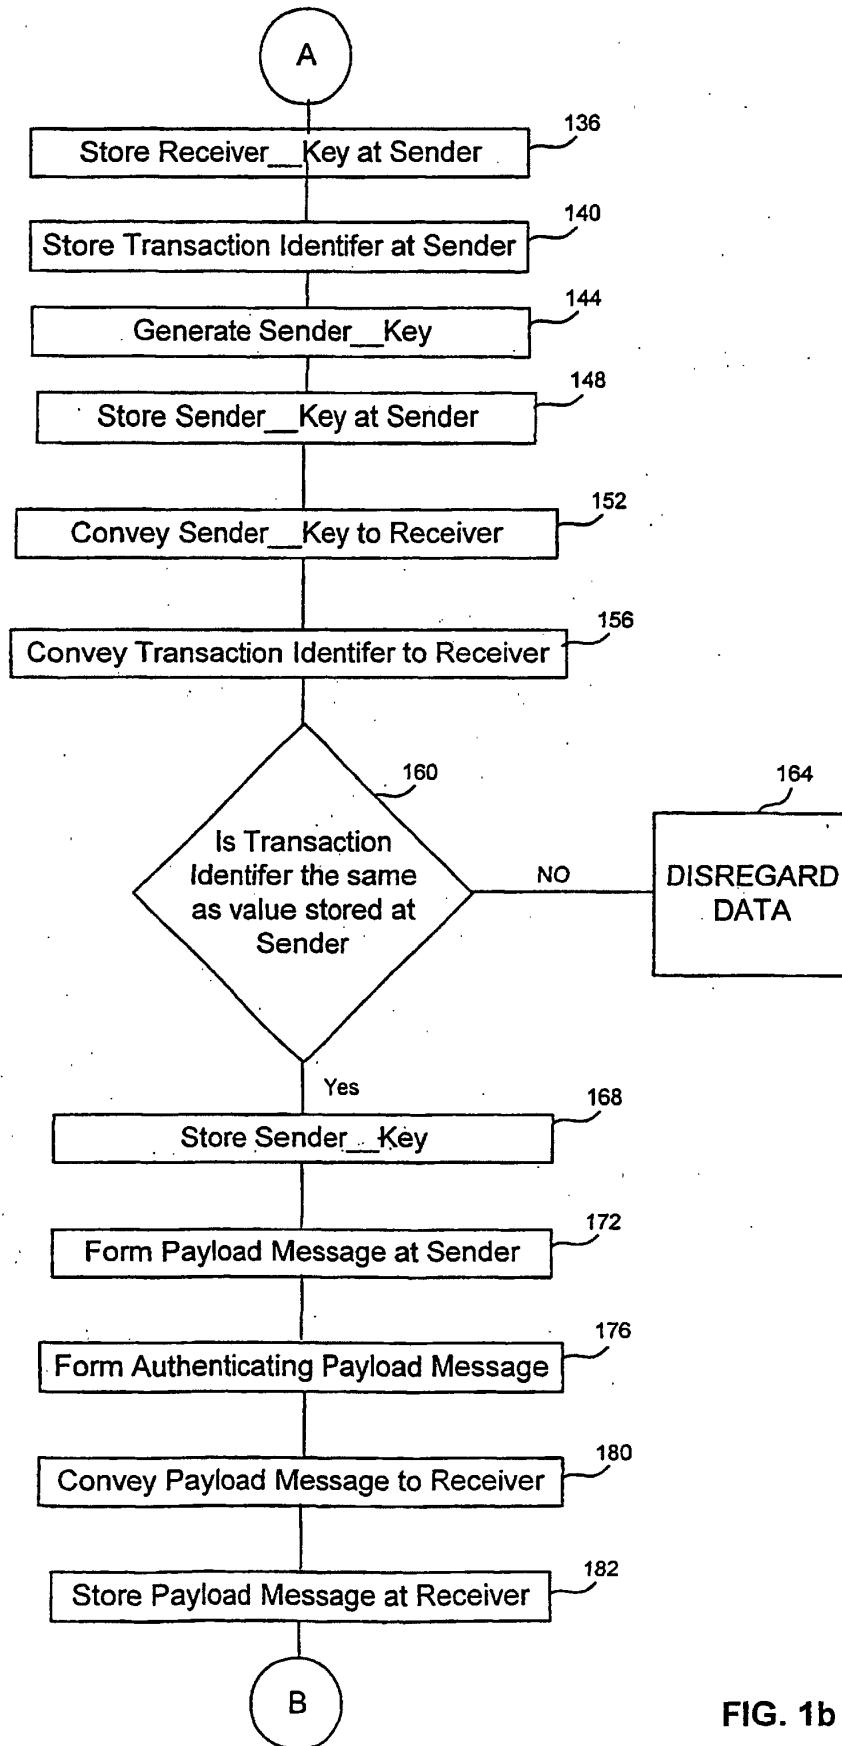 A
136
Store Receiver__Key at Sender
140
Store Transaction Identifer at Sender
144
Generate Sender__Key
148
Store Sender__Key at Sender
152
Convey Sender__Key to Receiver
156
Convey Transaction Identifer to Receiver
160
Is Transaction
Identifer the same
as value stored at
Sender
NO
164
DISREGARD
DATA
Yes
168
Store Sender__Key
172
Form Payload Message at Sender
176
Form Authenticating Payload Message
180
Convey Payload Message to Receiver
182
Store Payload Message at Receiver
B
FIG. 1b